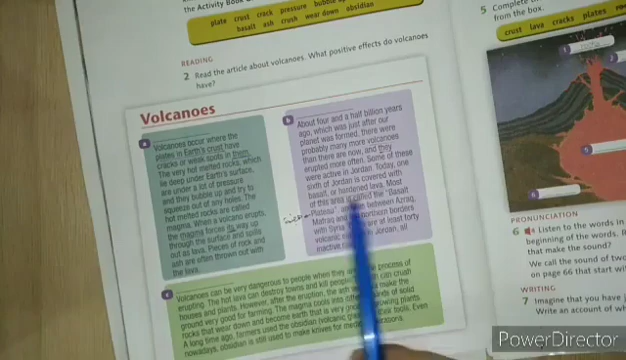 the Activity Book
plate crust crack pressure bubble up
basalt ash crush wear down obsidian
READING
2 Read the article about volcanoes. What positive effects do volcanoes
have?
Volcanoes
a
Volcanoes occur where the
plates in Earth's crust have
cracks or weak spots in them.
The very hot melted rocks, which
lie deep under Earth's surface,
are under a lot of pressure
and they bubble up and try to
squeeze out of any holes. The
hot melted rocks are called
magma. When a volcano erupts,
the magma forces its way up
through the surface and spills
out as lava. Pieces of rock and
ash are often thrown out with
the lava.
b
About four and a half billion years
ago, which was just after our
planet was formed, there were
probably many more volcanoes
than there are now, and they
erupted more often. Some of these
were active in Jordan. Today, one
sixth of Jordan is covered with
basalt or hardened lava. Most
of this area is called the "Basalt
Plateau", and lies between Azraq,
Mafraq and the northern borders
with Syria. There are at least forty
volcanic in Jordan, all
inactive
c
Volcanoes can be very dangerous to people when they are in the process of
erupting. The hot lava can destroy towns and kill people. Ash can crush
houses and plants. However, after the eruption, the ash can make the
ground very good for farming. The magma cools into thousands of solid
rocks that wear down and become earth that is very good for growing plants.
A long time ago, farmers used the obsidian (volcanic glass) tools. Even
nowadays, obsidian is still used to make knives for medical operations.
5 Complete
from the box.
crust lava cracks plates
5
6
PRONUNCIATION
6 Listen to the words in
beginning of the words.
that make the sound?
We call the sound of two
on page 66 that start wit
WRITING
7 Imagine that you have j
Write an account of wh
PowerDirector